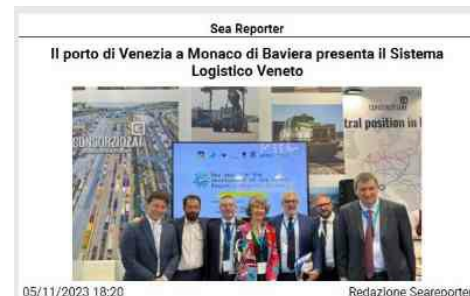 Sea Reporter
Il porto di Venezia a Monaco di Baviera presenta il Sistema
Logistico Veneto
CONSORZIOZAI
tral position in
05/11/2023 18:20
Redazione Seareporter